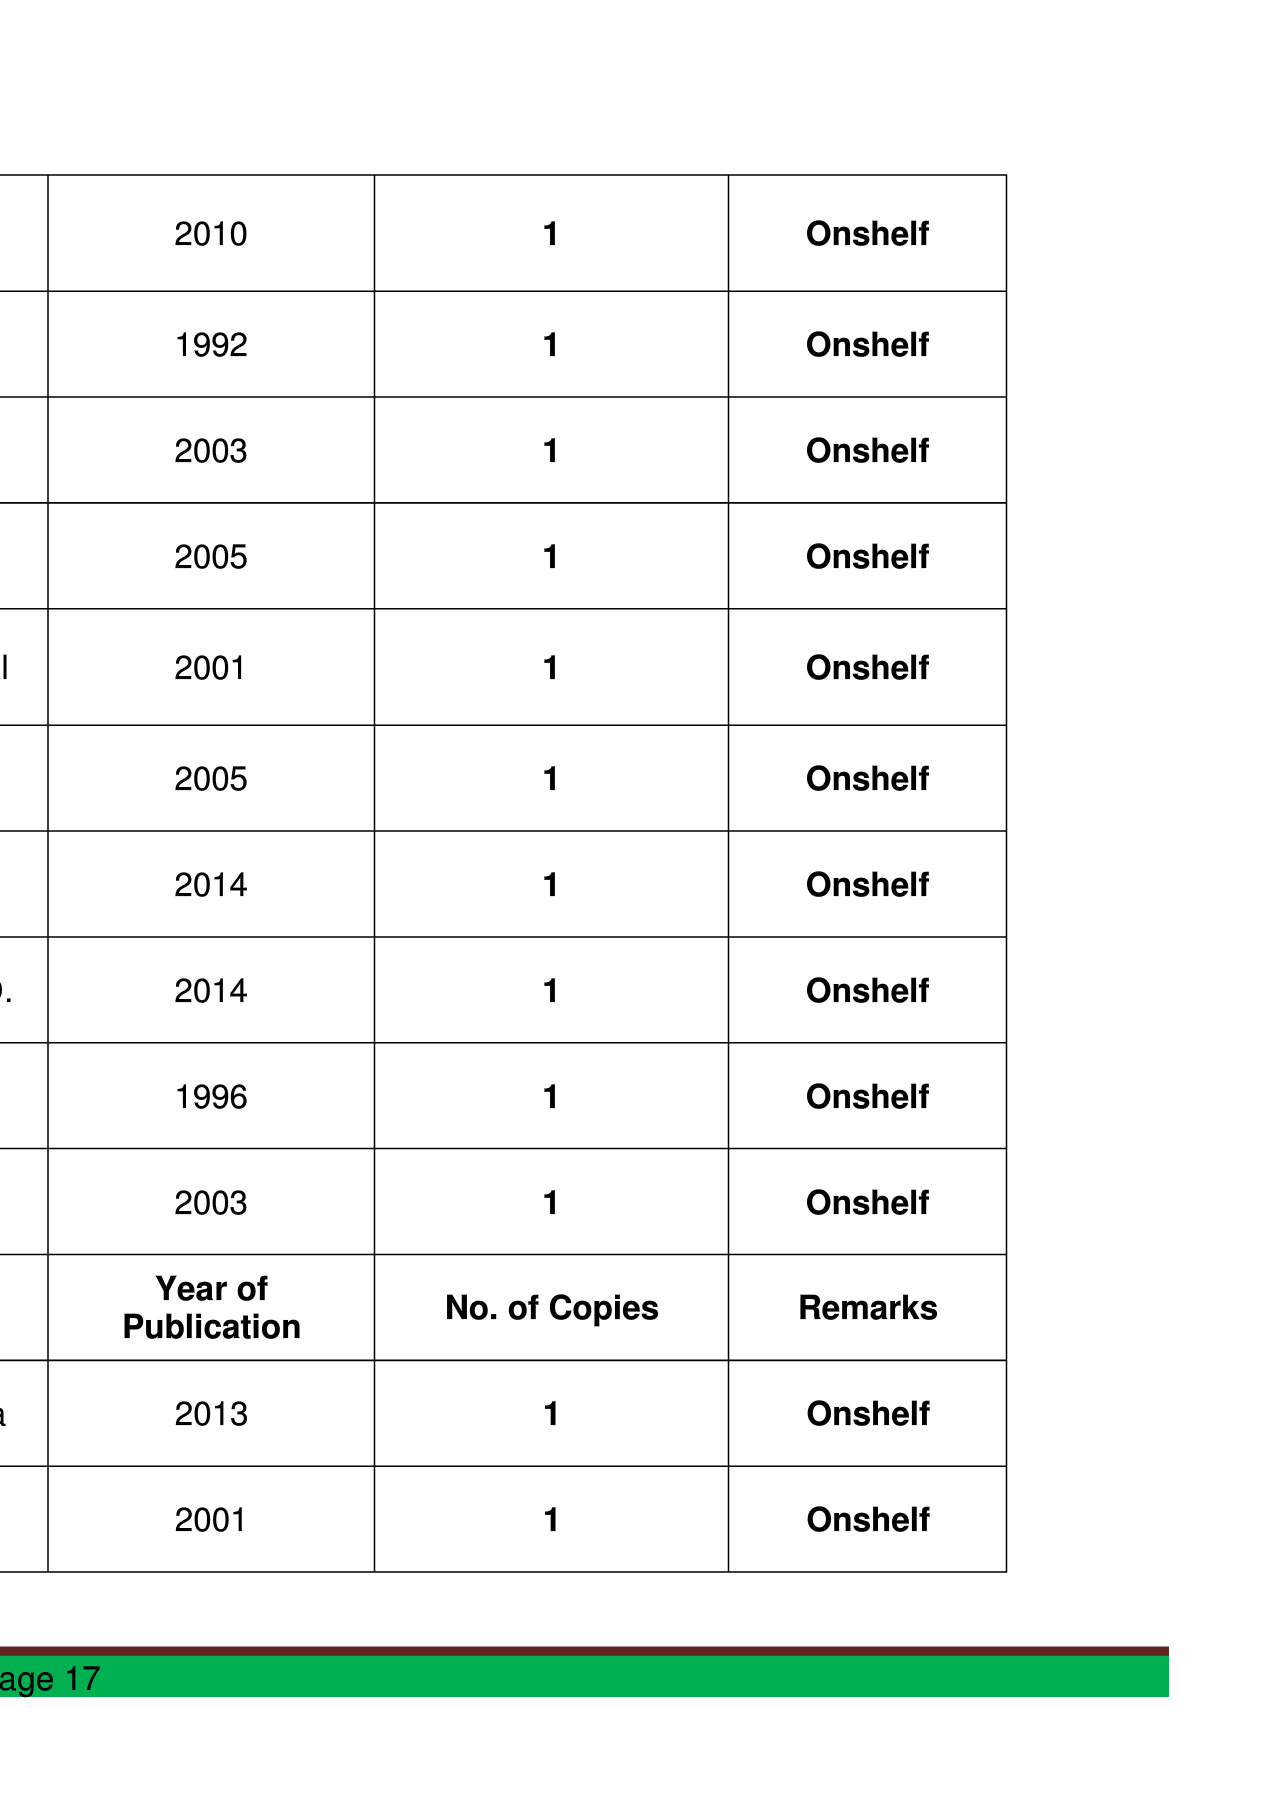 2010 1 Onshelf
1992 1 Onshelf
2003 1 Onshelf
2005 1 Onshelf
2001 1 Onshelf
2005 1 Onshelf
2014 1 Onshelf
2014 1 Onshelf
1996 1 Onshelf
2003 1 Onshelf
Year of
Publication No. of Copies Remarks
2013 1 Onshelf
2001 1 Onshelf
age 17